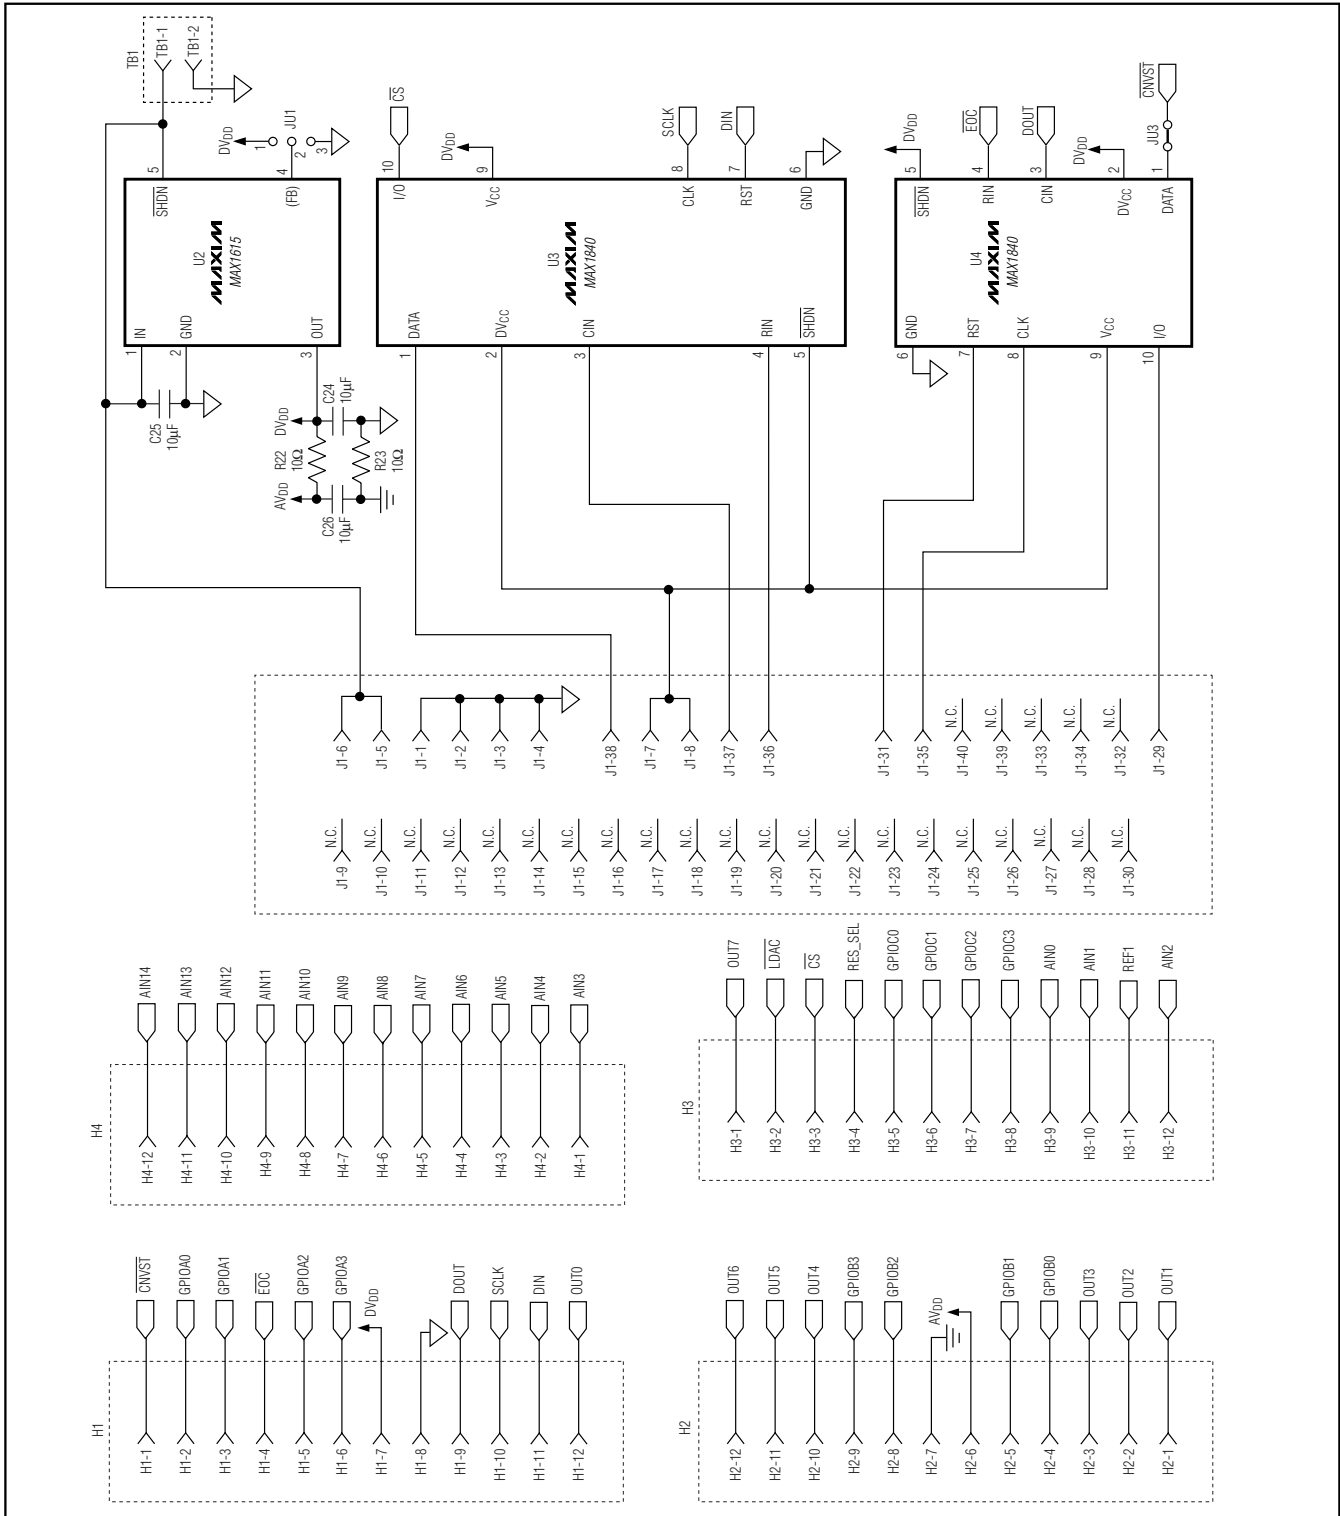 TB1
TB1-1
TB1-2
DVDD
JU1
1
2
3
5
4
SHDN
(FB)
U2
MAXIM
MAX1615
IN
GND
OUT
1
2
3
C25
10µF
DVDD
C24
10µF
R22
10Ω
R23
10Ω
AVDD
C26
10µF
CS
DVDD
SCLK
DIN
10
9
8
7
6
I/O
VCC
CLK
RST
GND
U3
MAXIM
MAX1840
DATA
DVCC
CIN
RIN
SHDN
1
2
3
4
5
DVDD
EOC
DOUT
DVDD
CNVST
JU3
5
4
3
2
1
SHDN
RIN
CIN
DVCC
DATA
U4
MAXIM
MAX1840
GND
RST
CLK
VCC
I/O
6
7
8
9
10
J1-6
J1-5
J1-1
J1-2
J1-3
J1-4
J1-38
J1-7
J1-8
J1-37
J1-36
J1-31
J1-35
N.C.
J1-40
N.C.
J1-39
N.C.
J1-33
N.C.
J1-34
N.C.
J1-32
J1-29
N.C.
J1-9
N.C.
J1-10
N.C.
J1-11
N.C.
J1-12
N.C.
J1-13
N.C.
J1-14
N.C.
J1-15
N.C.
J1-16
N.C.
J1-17
N.C.
J1-18
N.C.
J1-19
N.C.
J1-20
N.C.
J1-21
N.C.
J1-22
N.C.
J1-23
N.C.
J1-24
N.C.
J1-25
N.C.
J1-26
N.C.
J1-27
N.C.
J1-28
N.C.
J1-30
H4
AIN14
H4-12
AIN13
H4-11
AIN12
H4-10
AIN11
H4-9
AIN10
H4-8
AIN9
H4-7
AIN8
H4-6
AIN7
H4-5
AIN6
H4-4
AIN5
H4-3
AIN4
H4-2
AIN3
H4-1
H3
OUT7
H3-1
LDAC
H3-2
CS
H3-3
RES_SEL
H3-4
GPIOC0
H3-5
GPIOC1
H3-6
GPIOC2
H3-7
GPIOC3
H3-8
AIN0
H3-9
AIN1
H3-10
REF1
H3-11
AIN2
H3-12
H1
CNVST
H1-1
GPIOA0
H1-2
GPIOA1
H1-3
EOC
H1-4
GPIOA2
H1-5
GPIOA3
H1-6
DVDD
H1-7
H1-8
DOUT
H1-9
SCLK
H1-10
DIN
H1-11
OUT0
H1-12
H2
OUT6
H2-12
OUT5
H2-11
OUT4
H2-10
GPIOB3
H2-9
GPIOB2
H2-8
H2-7
AVDD
H2-6
GPIOB1
H2-5
GPIOB0
H2-4
OUT3
H2-3
OUT2
H2-2
OUT1
H2-1